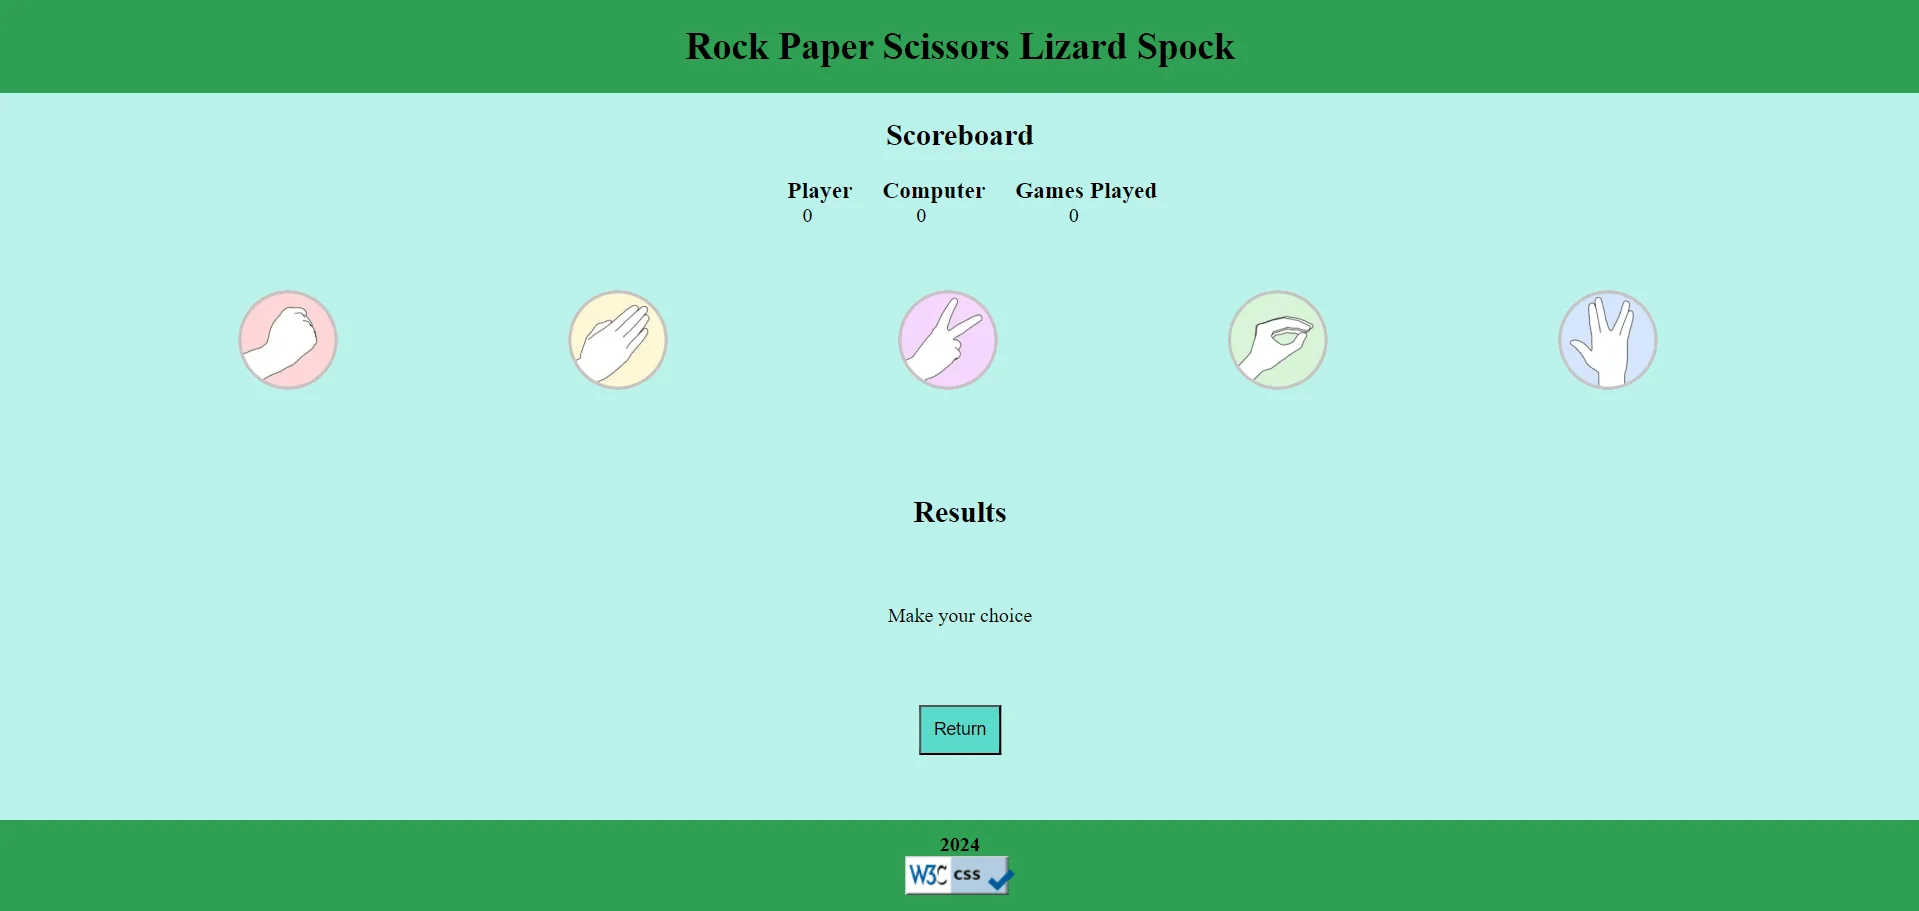 Rock Paper Scissors Lizard Spock
Scoreboard
Player Computer Games Played
0 0 0
Results
Make your choice
Return
2024
W3C css